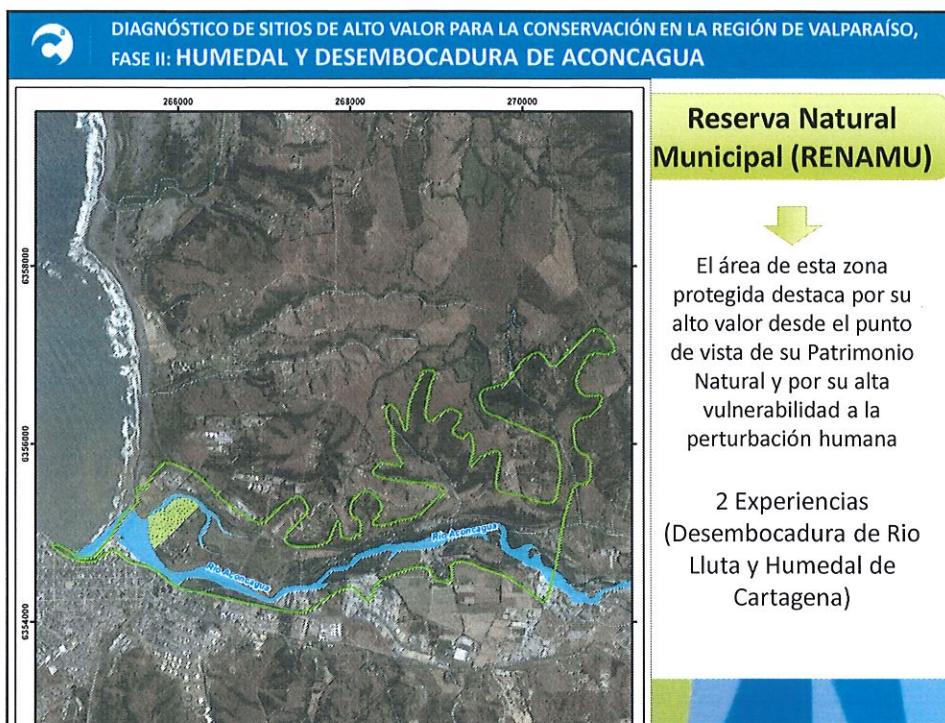 DIAGNÓSTICO DE SITIOS DE ALTO VALOR PARA LA CONSERVACIÓN EN LA REGIÓN DE VALPARAÍSO,
FASE II: HUMEDAL Y DESEMBOCADURA DE ACONCAGUA
266000
268000
270000
6358000
6356000
6354000
Río Aconcagua
Río Aconcagua
Reserva Natural
Municipal (RENAMU)
El área de esta zona
protegida destaca por su
alto valor desde el punto
de vista de su Patrimonio
Natural y por su alta
vulnerabilidad a la
perturbación humana
2 Experiencias
(Desembocadura de Rio
Lluta y Humedal de
Cartagena)